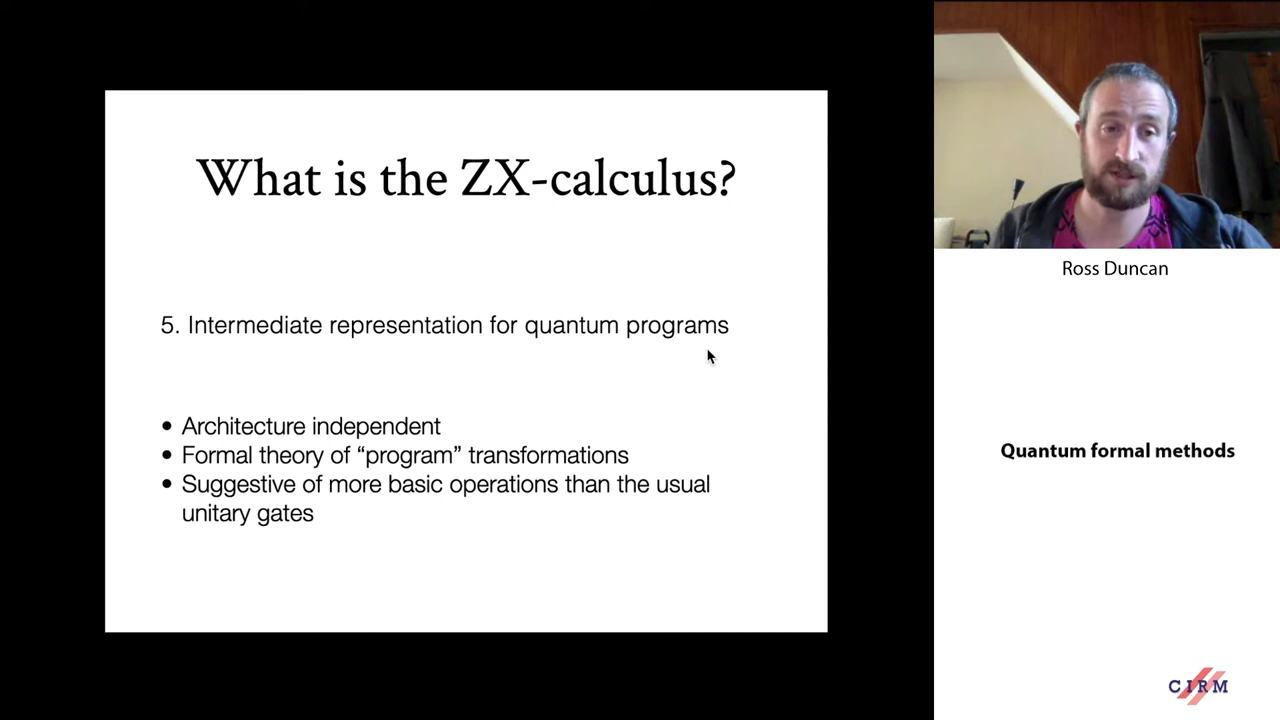 What is the ZX-calculus?
5. Intermediate representation for quantum programs
• Architecture independent
• Formal theory of “program” transformations
• Suggestive of more basic operations than the usual
unitary gates
Ross Duncan
Quantum formal methods
CIRM